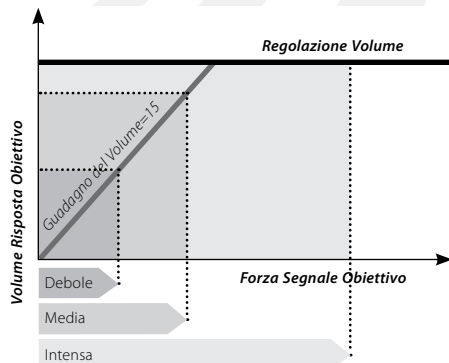 Regolazione Volume
Volume Risposta Obiettivo
Guadagno del Volume=15
Forza Segnale Obiettivo
Debole
Media
Intensa